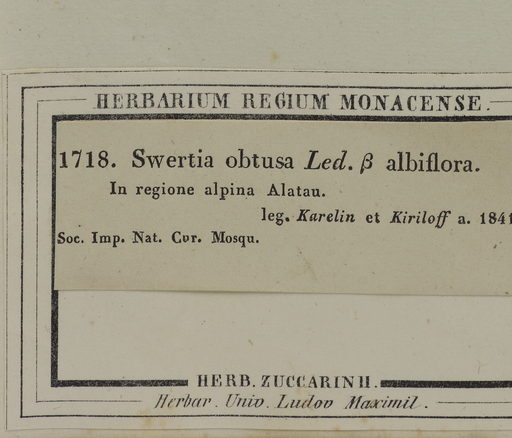 HERBARIUM REGIUM MONACENSE.
1718. Swertia obtusa Led. β albiflora.
In regione alpina Alatau.
leg. Karelin et Kiriloff a. 1841
Soc. Imp. Nat. Cur. Mosqu.
HERB. ZUCCARINII.
Herbar. Univ. Ludov Maximil.